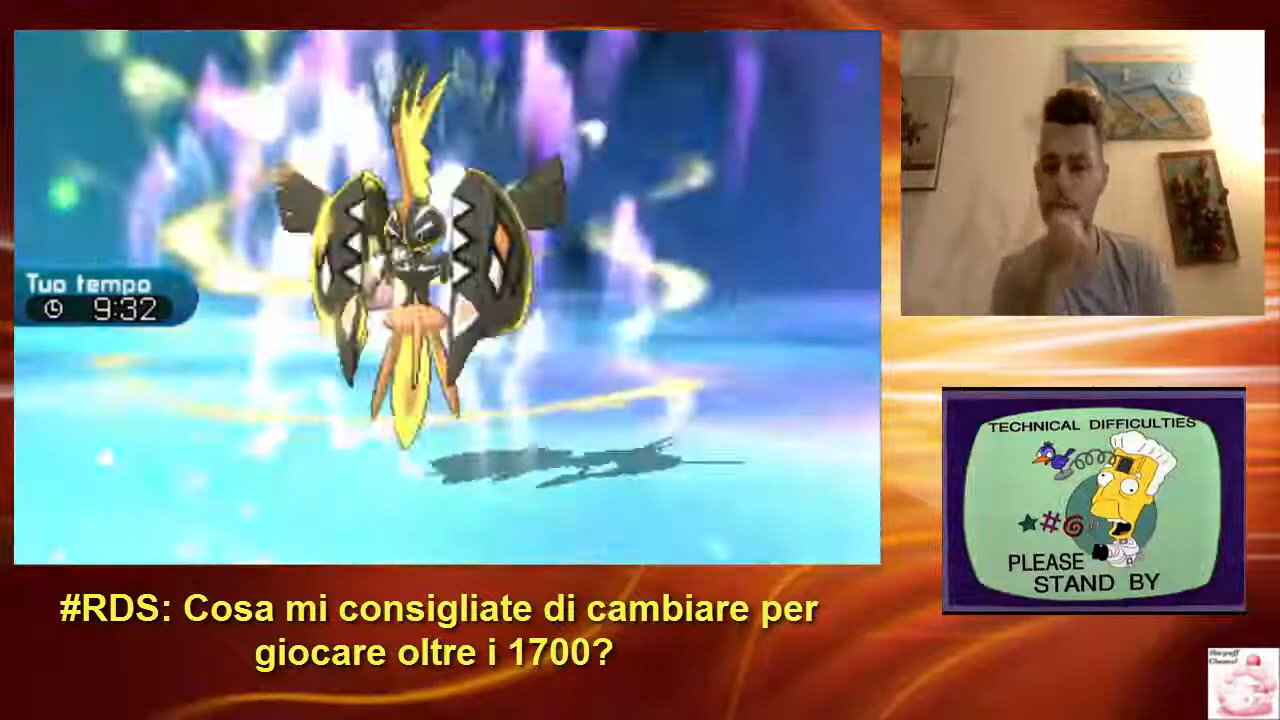 Tuo tempo
9:32
TECHNICAL DIFFICULTIES
PLEASE
STAND BY
#RDS: Cosa mi consigliate di cambiare per
giocare oltre i 1700?